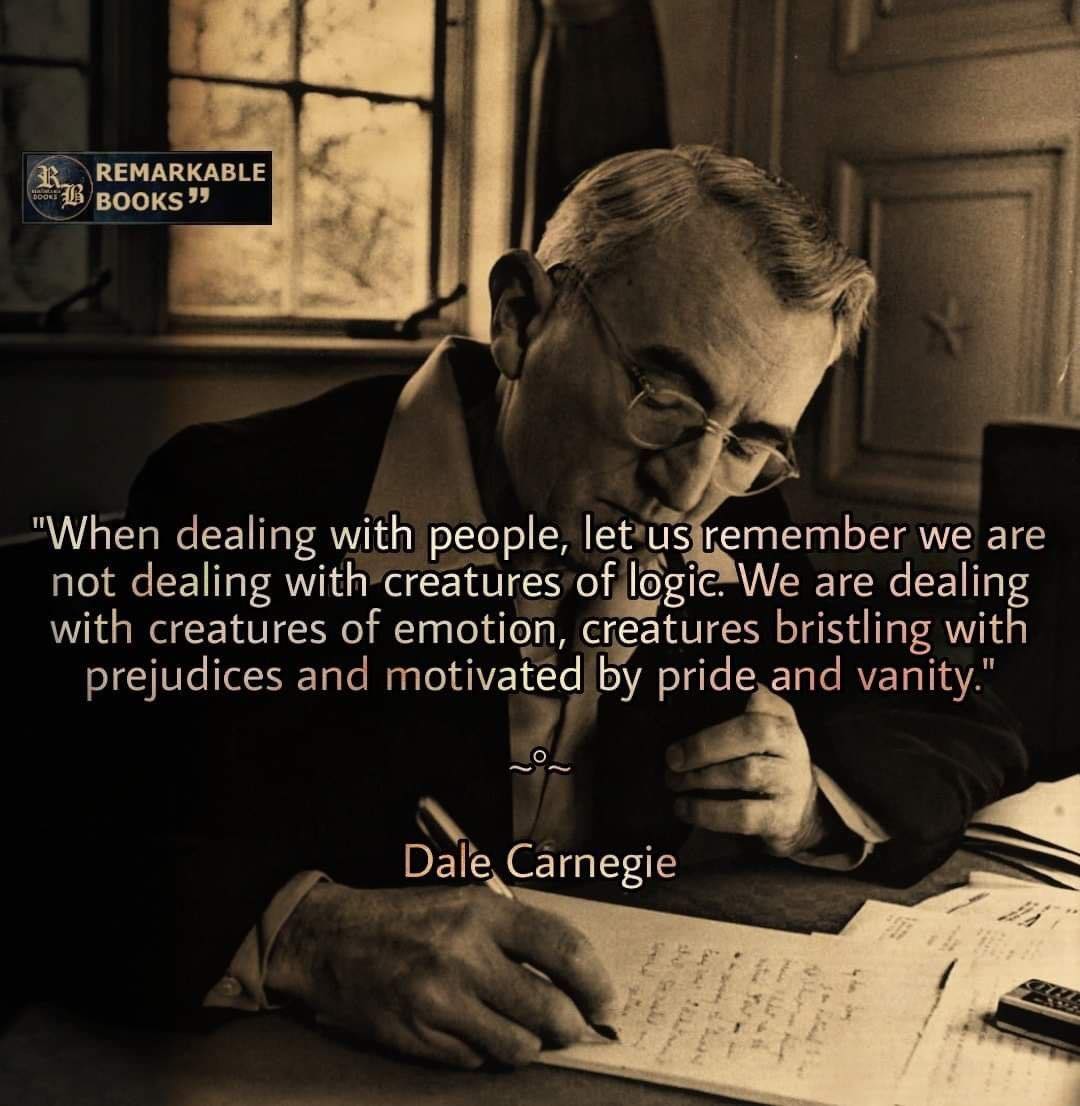 REMARKABLE
BOOKS”
"When dealing with people, let us remember we are
not dealing with creatures of logic. We are dealing
with creatures of emotion, creatures bristling with
prejudices and motivated by pride and vanity."
~°~
Dale Carnegie